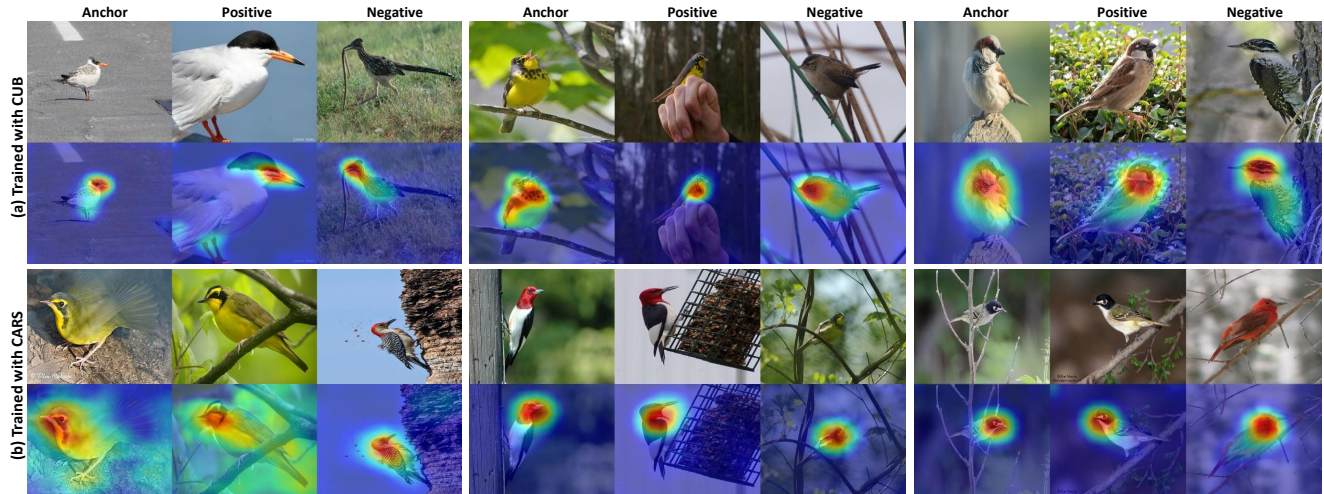 Anchor Positive Negative Anchor Positive Negative Anchor Positive Negative
(a) Trained with CUB
(b) Trained with CARS